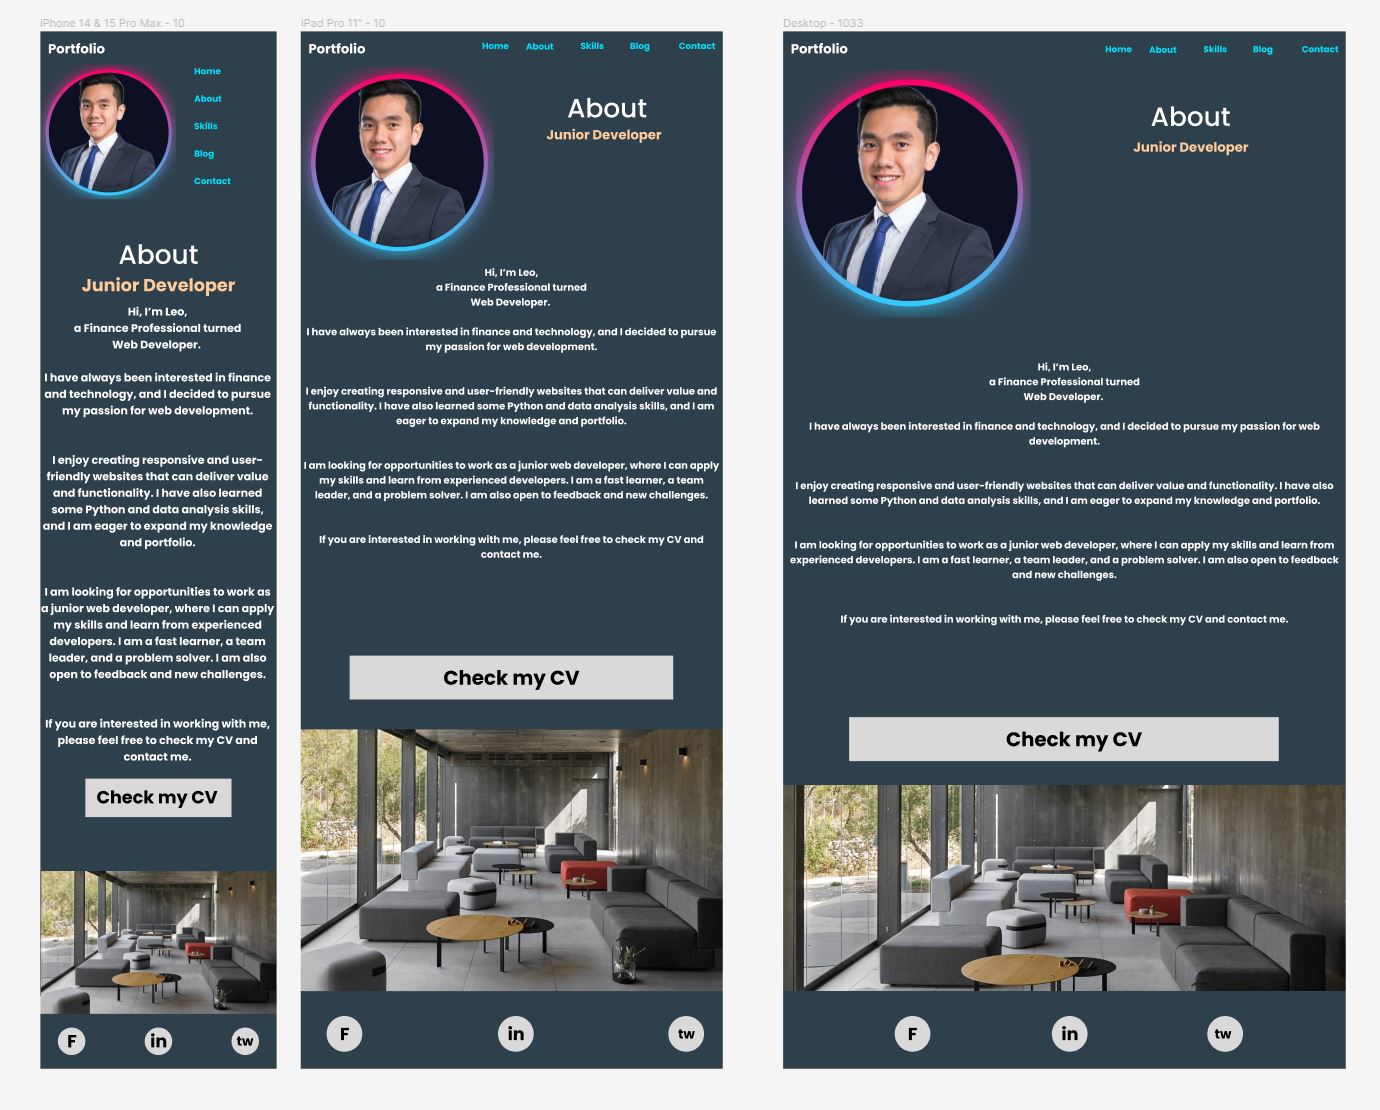 iPhone 14 & 15 Pro Max - 10
Portfolio
Home
About
Skills
Blog
Contact
About
Junior Developer
Hi, I’m Leo,
a Finance Professional turned
Web Developer.
I have always been interested in finance
and technology, and I decided to pursue
my passion for web development.
I enjoy creating responsive and user-
friendly websites that can deliver value
and functionality. I have also learned
some Python and data analysis skills,
and I am eager to expand my knowledge
and portfolio.
I am looking for opportunities to work as
a junior web developer, where I can apply
my skills and learn from experienced
developers. I am a fast learner, a team
leader, and a problem solver. I am also
open to feedback and new challenges.
If you are interested in working with me,
please feel free to check my CV and
contact me.
Check my CV
F
in
tw
iPad Pro 11" - 10
Portfolio
Home About Skills Blog Contact
About
Junior Developer
Hi, I’m Leo,
a Finance Professional turned
Web Developer.
I have always been interested in finance and technology, and I decided to pursue
my passion for web development.
I enjoy creating responsive and user-friendly websites that can deliver value and
functionality. I have also learned some Python and data analysis skills, and I am
eager to expand my knowledge and portfolio.
I am looking for opportunities to work as a junior web developer, where I can apply
my skills and learn from experienced developers. I am a fast learner, a team
leader, and a problem solver. I am also open to feedback and new challenges.
If you are interested in working with me, please feel free to check my CV and
contact me.
Check my CV
F
in
tw
Desktop - 1033
Portfolio
Home About Skills Blog Contact
About
Junior Developer
Hi, I’m Leo,
a Finance Professional turned
Web Developer.
I have always been interested in finance and technology, and I decided to pursue my passion for web
development.
I enjoy creating responsive and user-friendly websites that can deliver value and functionality. I have also
learned some Python and data analysis skills, and I am eager to expand my knowledge and portfolio.
I am looking for opportunities to work as a junior web developer, where I can apply my skills and learn from
experienced developers. I am a fast learner, a team leader, and a problem solver. I am also open to feedback
and new challenges.
If you are interested in working with me, please feel free to check my CV and contact me.
Check my CV
F
in
tw